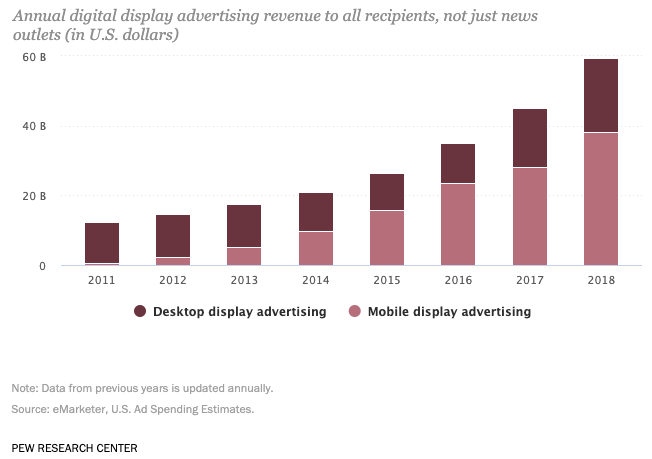 Annual digital display advertising revenue to all recipients, not just news
outlets (in U.S. dollars)
60 B
40 B
20 B
0
2011 2012 2013 2014 2015 2016 2017 2018
Desktop display advertising Mobile display advertising
Note: Data from previous years is updated annually.
Source: eMarketer, U.S. Ad Spending Estimates.
PEW RESEARCH CENTER